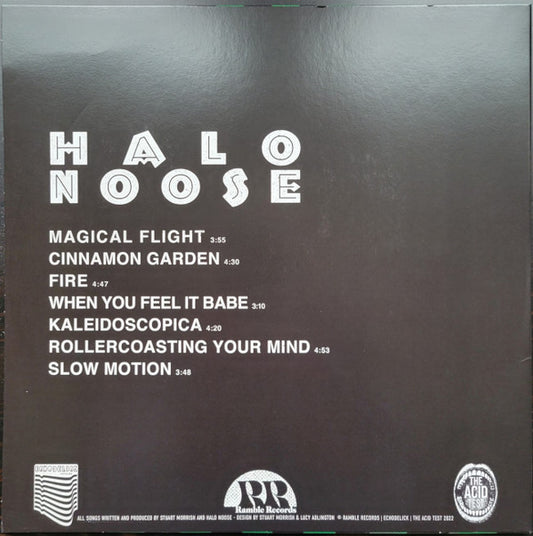 HALO
NOOSE
MAGICAL FLIGHT 3:55
CINNAMON GARDEN 4:30
FIRE 4:47
WHEN YOU FEEL IT BABE 3:10
KALEIDOSCOPICA 4:20
ROLLERCOASTING YOUR MIND 4:53
SLOW MOTION 3:48
ECHODELICK
RR
Ramble Records
THE
ACID
TEST
ALL SONGS WRITTEN AND PRODUCED BY STUART MORRISH AND HALO NOOSE - DESIGN BY STUART MORRISH & LUCY ADLINGTON ℗ RAMBLE RECORDS | ECHODELICK | THE ACID TEST 2022